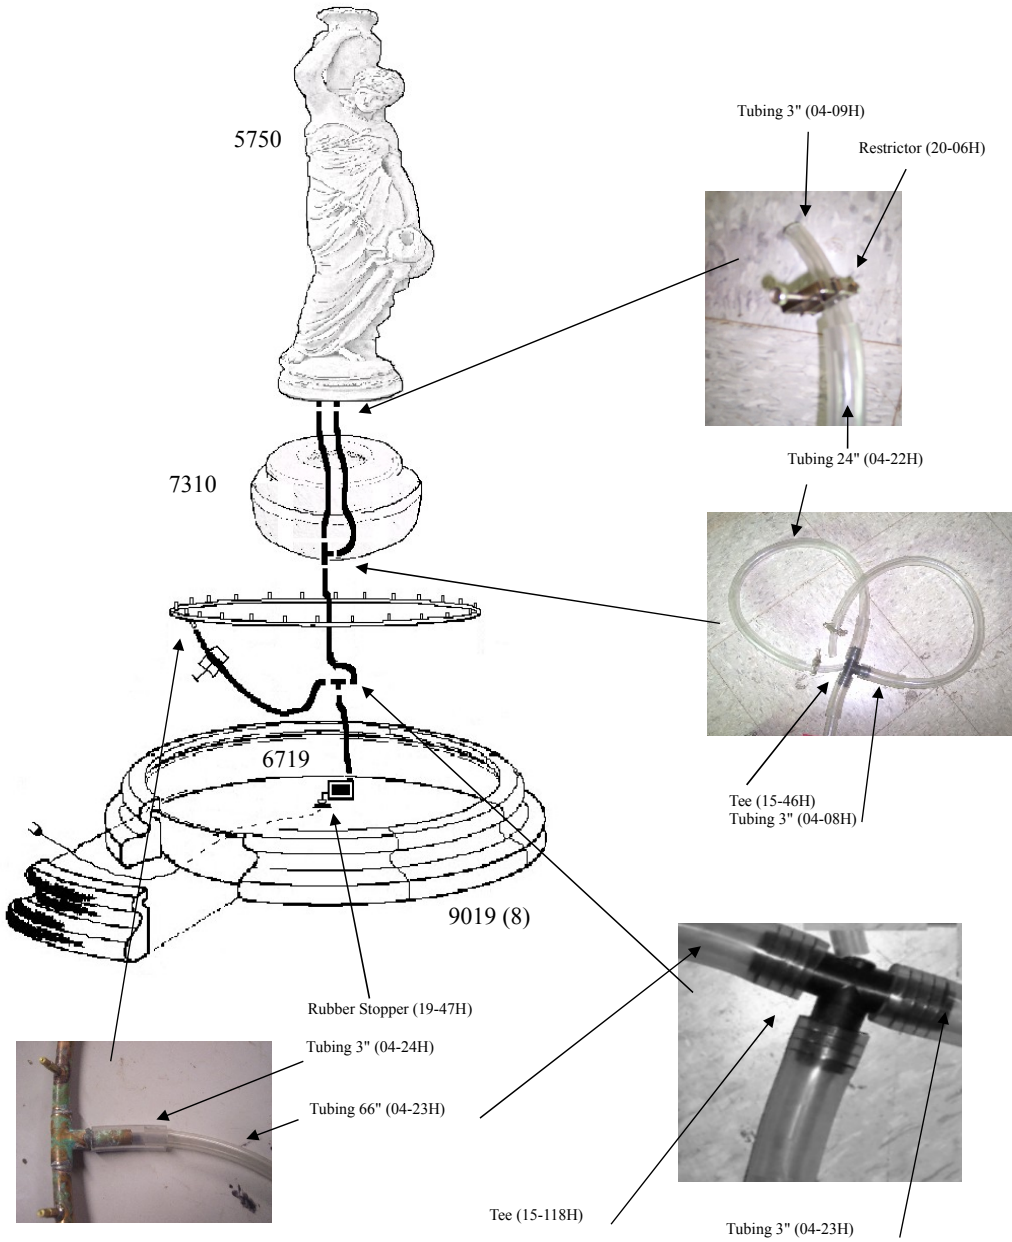 Tubing 3" (04-09H)
5750
Restrictor (20-06H)
Tubing 24" (04-22H)
7310
6719
Tee (15-46H)
Tubing 3" (04-08H)
9019 (8)
Rubber Stopper (19-47H)
Tubing 3" (04-24H)
Tubing 66" (04-23H)
Tee (15-118H)
Tubing 3" (04-23H)